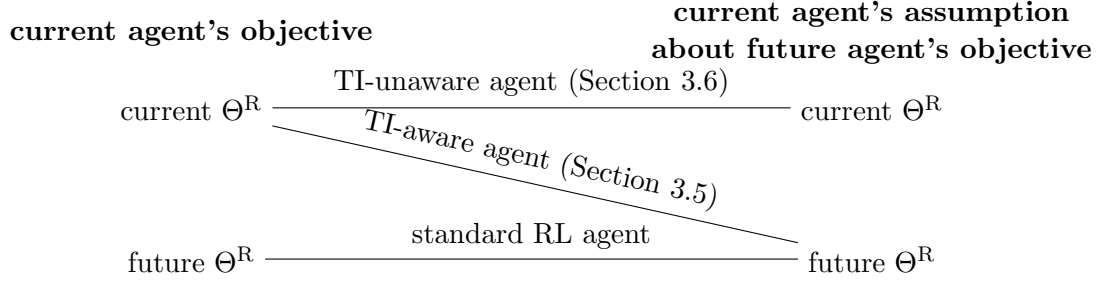 current agent's objective
current agent's assumption
about future agent's objective
TI-unaware agent (Section 3.6)
current Θ^R
current Θ^R
TI-aware agent (Section 3.5)
standard RL agent
future Θ^R
future Θ^R